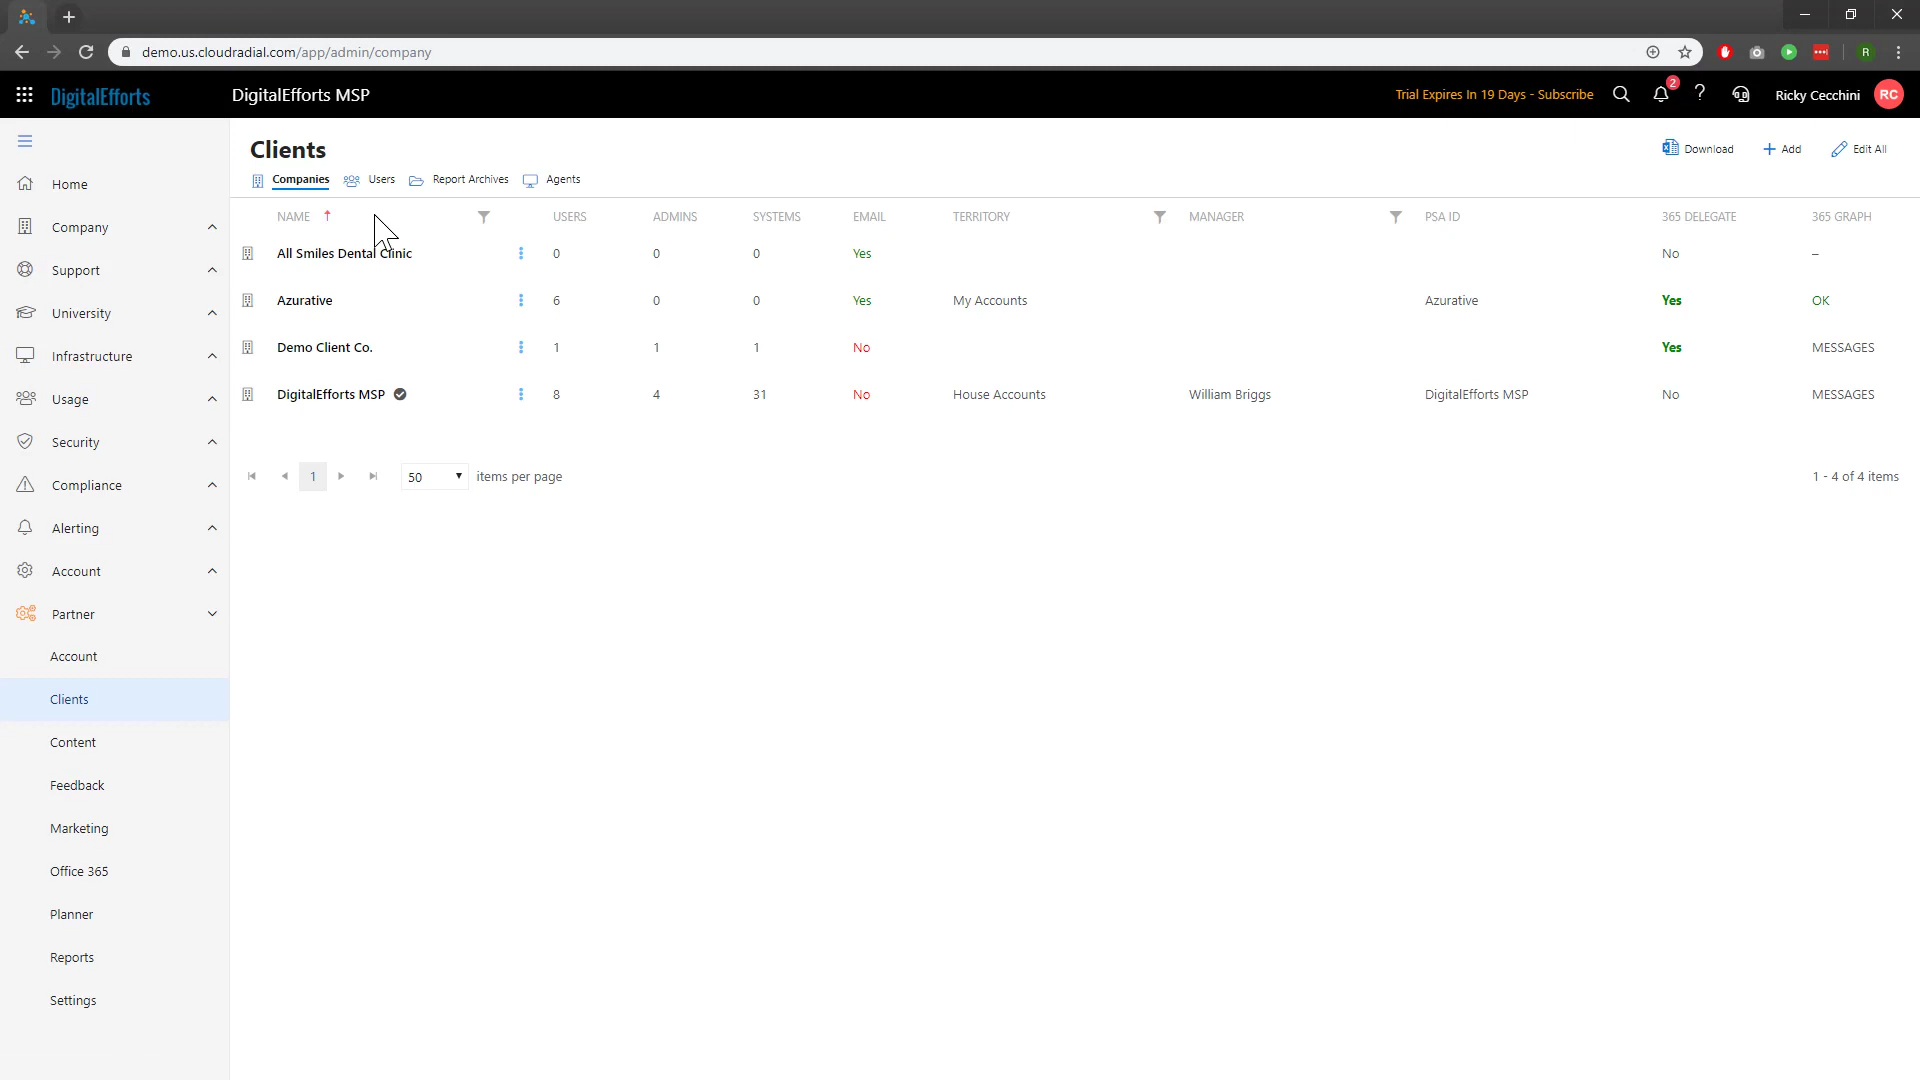 demo.us.cloudradial.com/app/admin/company
R
DigitalEfforts
DigitalEfforts MSP
Trial Expires In 19 Days - Subscribe
2
?
Ricky Cecchini
RC
Home
Company
Support
University
Infrastructure
Usage
Security
Compliance
Alerting
Account
Partner
Account
Clients
Content
Feedback
Marketing
Office 365
Planner
Reports
Settings
Clients
Download
Add
Edit All
Companies Users Report Archives Agents
NAME USERS ADMINS SYSTEMS EMAIL TERRITORY MANAGER PSA ID 365 DELEGATE 365 GRAPH
All Smiles Dental Clinic 0 0 0 Yes No –
Azurative 6 0 0 Yes My Accounts Azurative Yes OK
Demo Client Co. 1 1 1 No Yes MESSAGES
DigitalEfforts MSP 8 4 31 No House Accounts William Briggs DigitalEfforts MSP No MESSAGES
1 50 items per page 1 - 4 of 4 items